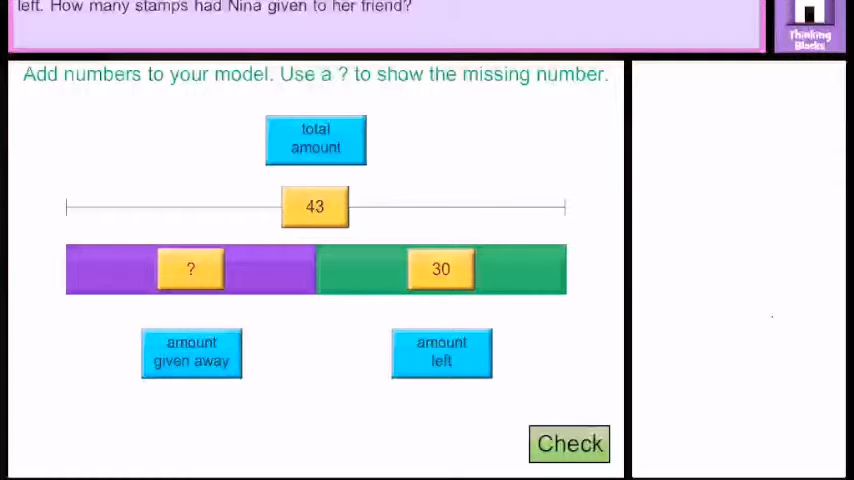 left. How many stamps had Nina given to her friend?
Thinking
Blocks
Add numbers to your model. Use a ? to show the missing number.
total
amount
43
?
30
amount
given away
amount
left
Check